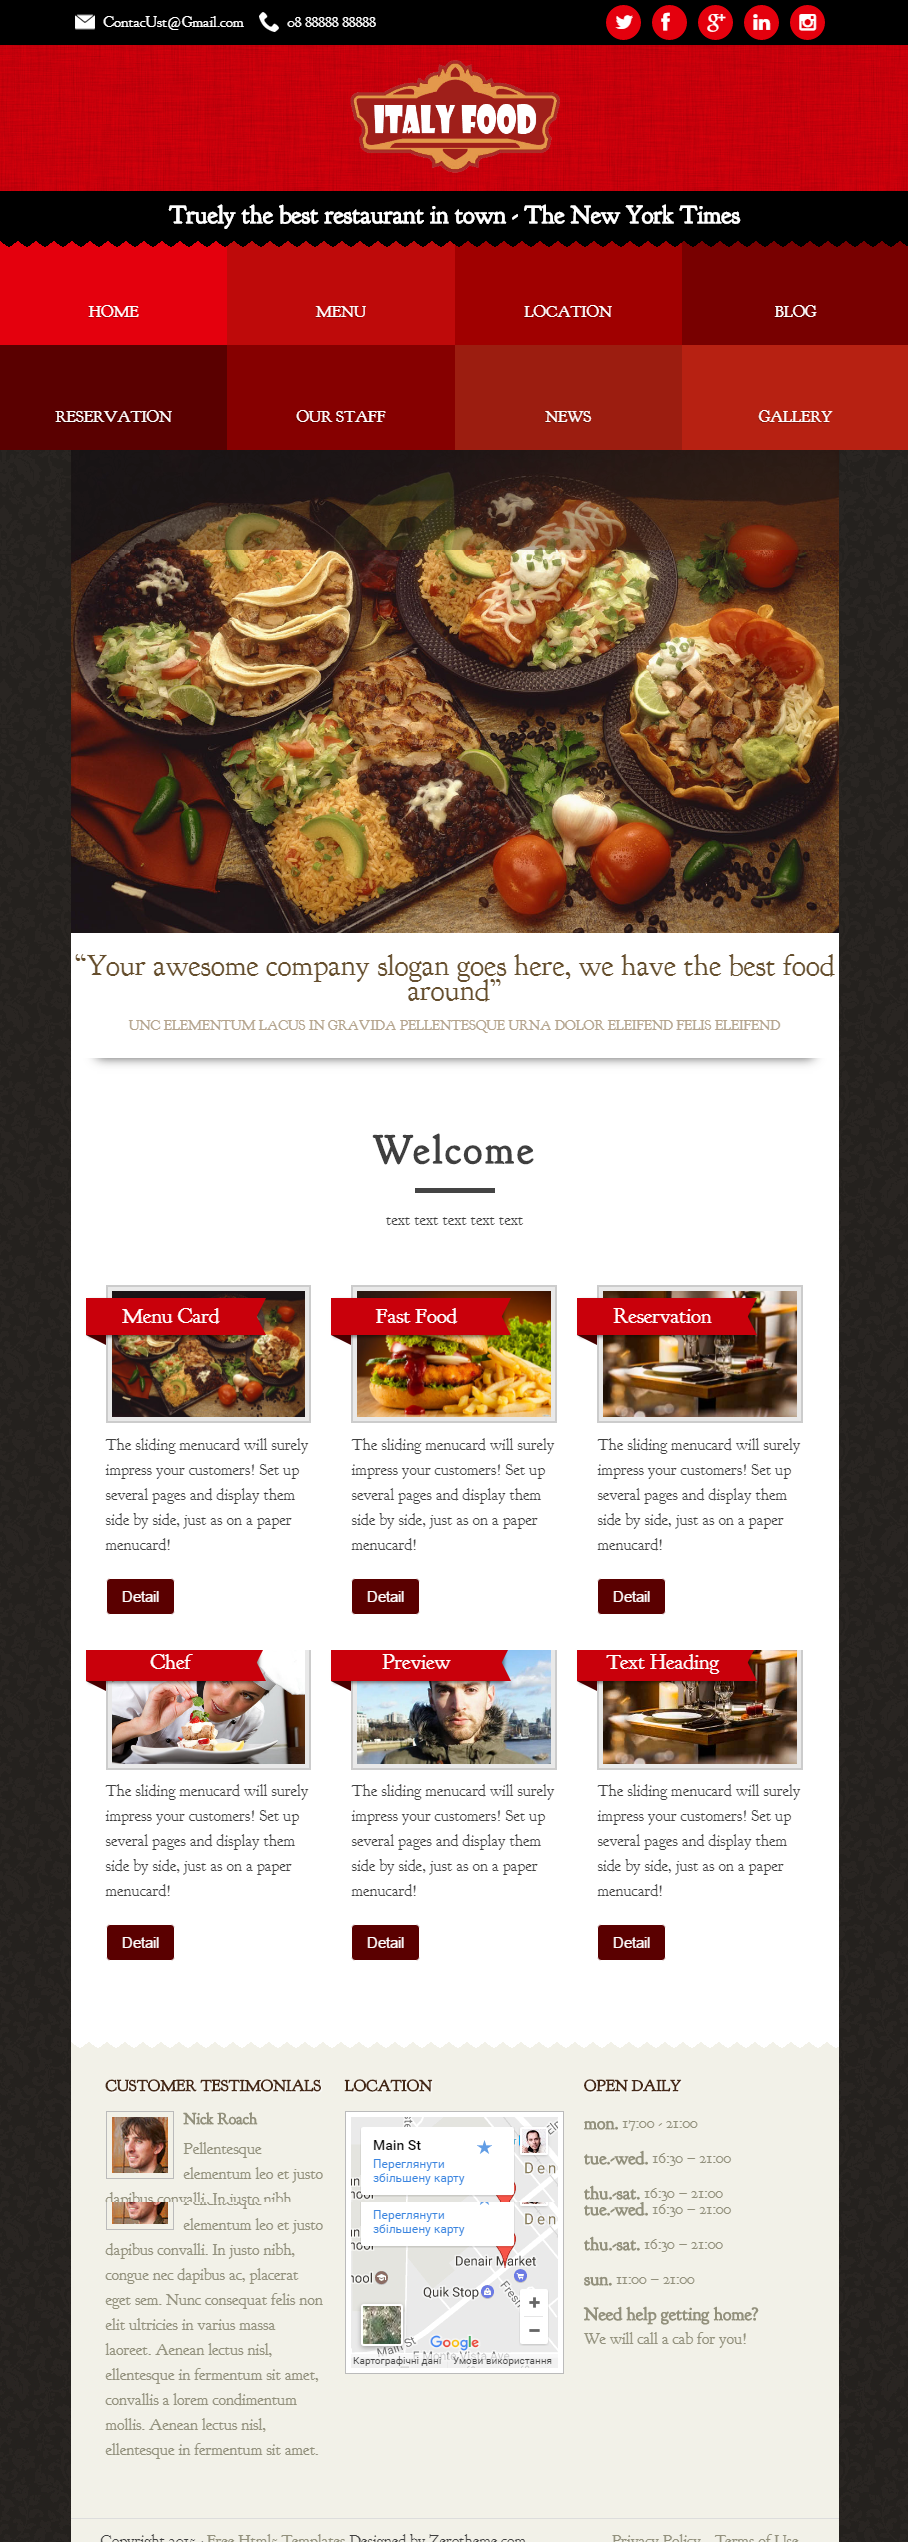 ContacUst@Gmail.com 08 88888 88888
ITALY FOOD
Truely the best restaurant in town - The New York Times
HOME MENU LOCATION BLOG
RESERVATION OUR STAFF NEWS GALLERY
“Your awesome company slogan goes here, we have the best food
around”
UNC ELEMENTUM LACUS IN GRAVIDA PELLENTESQUE URNA DOLOR ELEIFEND FELIS ELEIFEND
Welcome
text text text text text
Menu Card
The sliding menucard will surely
impress your customers! Set up
several pages and display them
side by side, just as on a paper
menucard!
Detail
Fast Food
The sliding menucard will surely
impress your customers! Set up
several pages and display them
side by side, just as on a paper
menucard!
Detail
Reservation
The sliding menucard will surely
impress your customers! Set up
several pages and display them
side by side, just as on a paper
menucard!
Detail
Chef
The sliding menucard will surely
impress your customers! Set up
several pages and display them
side by side, just as on a paper
menucard!
Detail
Preview
The sliding menucard will surely
impress your customers! Set up
several pages and display them
side by side, just as on a paper
menucard!
Detail
Text Heading
The sliding menucard will surely
impress your customers! Set up
several pages and display them
side by side, just as on a paper
menucard!
Detail
CUSTOMER TESTIMONIALS
Nick Roach
Pellentesque
elementum leo et justo
dapibus convalli. In justo nibh
elementum leo et justo
dapibus convalli. In justo nibh,
congue nec dapibus ac, placerat
eget sem. Nunc consequat felis non
elit ultricies in varius massa
laoreet. Aenean lectus nisl,
ellentesque in fermentum sit amet,
convallis a lorem condimentum
mollis. Aenean lectus nisl,
ellentesque in fermentum sit amet.
LOCATION
Main St
Переглянути
збільшену карту
Den
Переглянути
збільшену карту
Den
Denair Market
Quik Stop
Fresh
Main St
Google
E Monte Vista Ave
Картографічні дані Умови використання
OPEN DAILY
mon. 17:00 - 21:00
tue.-wed. 16:30 – 21:00
thu.-sat. 16:30 – 21:00
tue.-wed. 16:30 – 21:00
thu.-sat. 16:30 – 21:00
sun. 11:00 – 21:00
Need help getting home?
We will call a cab for you!
Free Html5 Templates Designed by Zerotheme.com
Privacy Policy Terms of Use